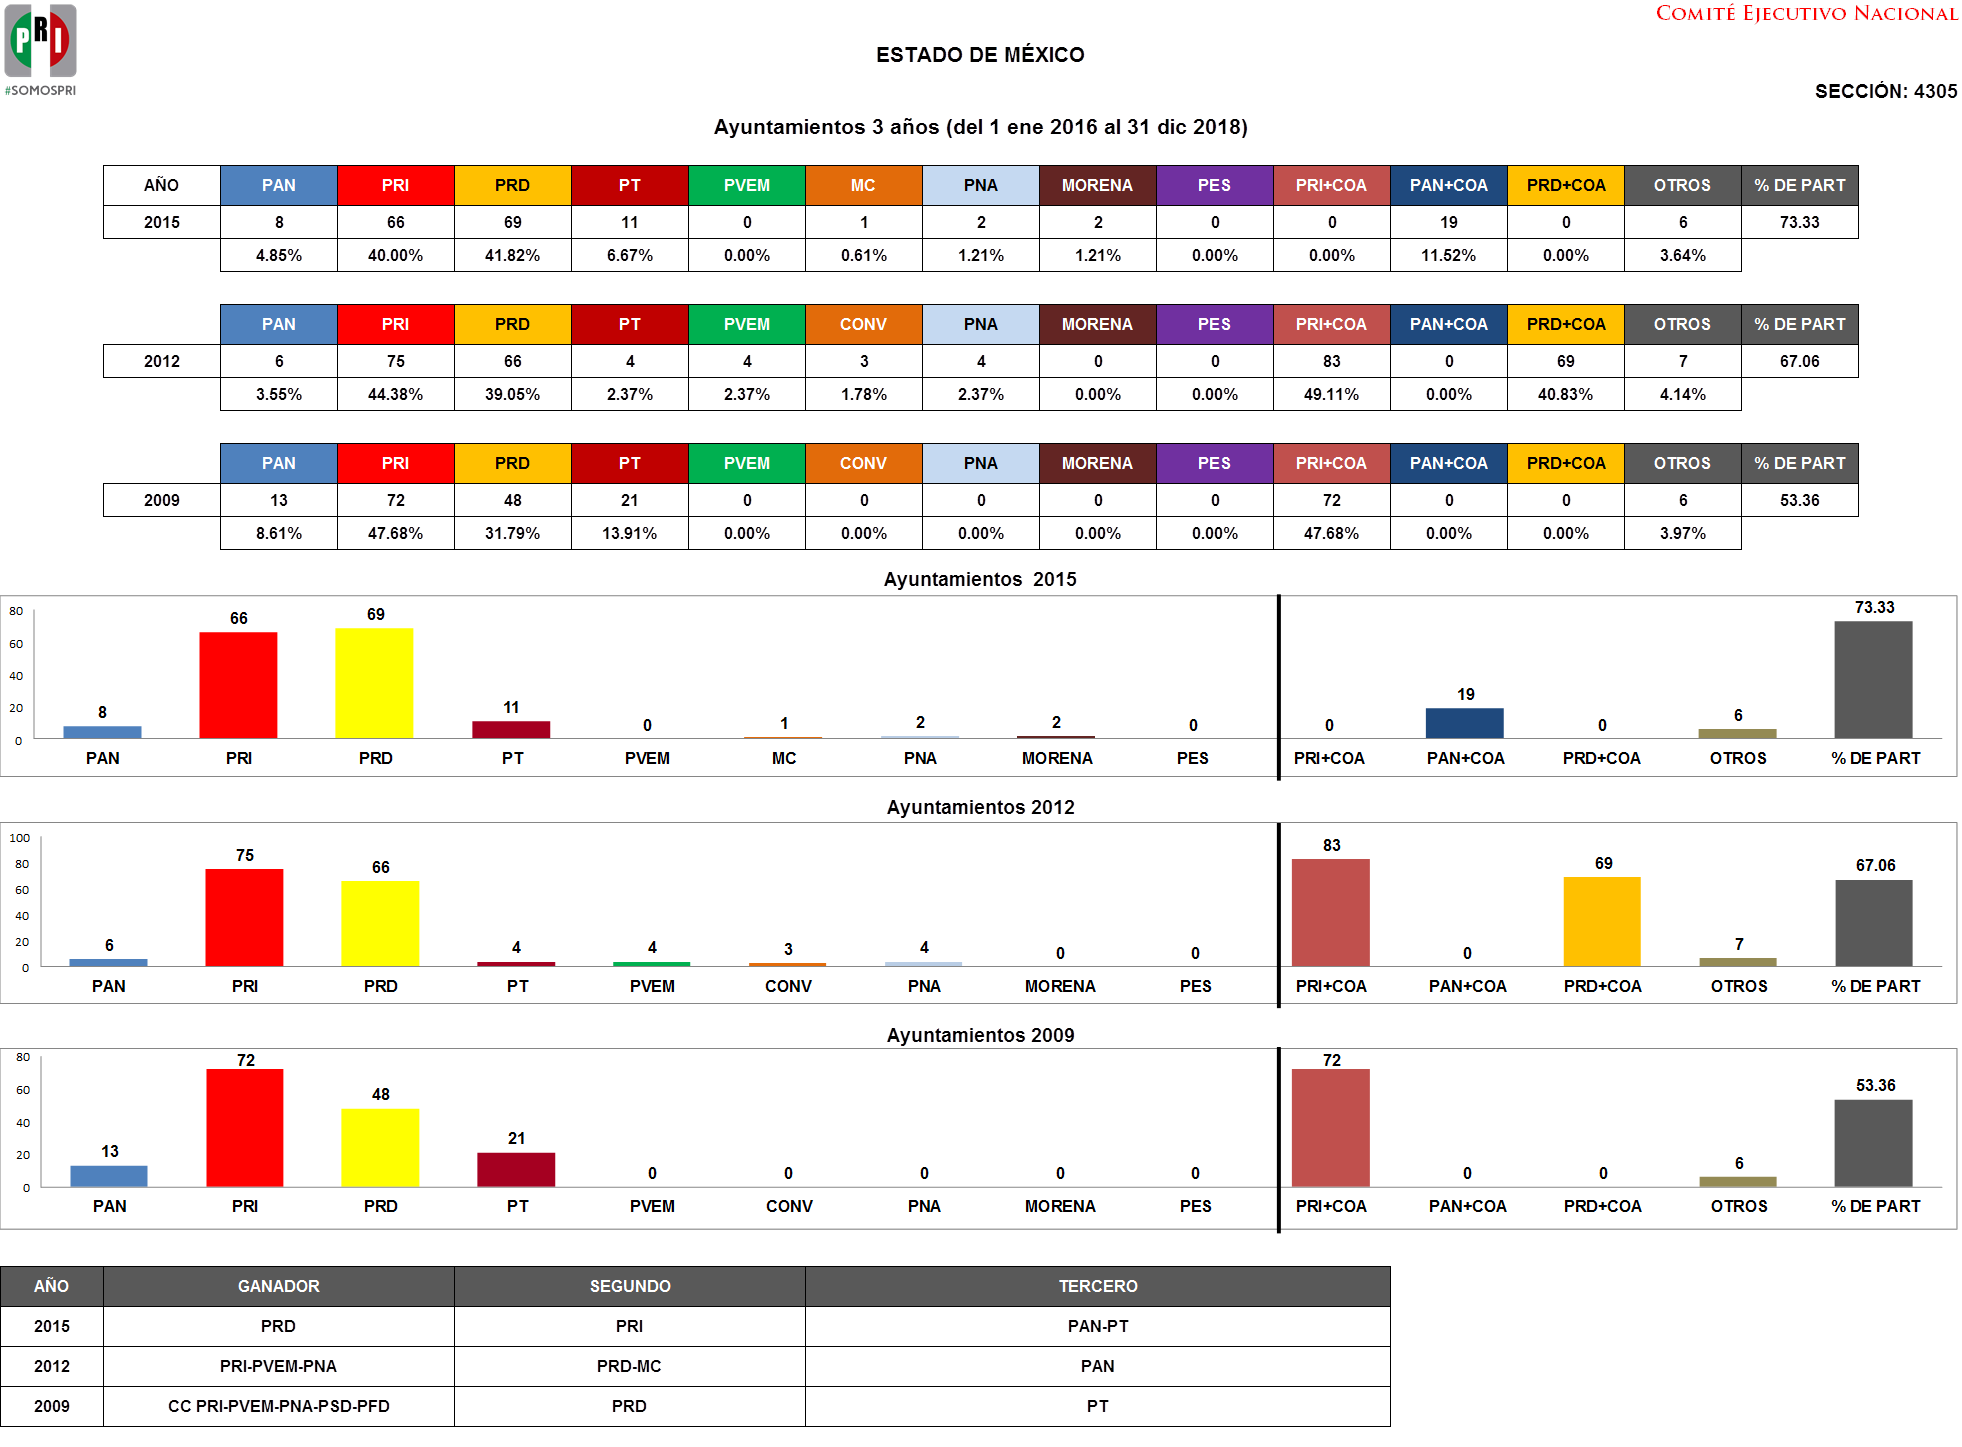 PRI
#SOMOSPRI
COMITÉ EJECUTIVO NACIONAL
ESTADO DE MÉXICO
SECCIÓN: 4305
Ayuntamientos 3 años (del 1 ene 2016 al 31 dic 2018)
AÑO PAN PRI PRD PT PVEM MC PNA MORENA PES PRI+COA PAN+COA PRD+COA OTROS % DE PART
2015 8 66 69 11 0 1 2 2 0 0 19 0 6 73.33
4.85% 40.00% 41.82% 6.67% 0.00% 0.61% 1.21% 1.21% 0.00% 0.00% 11.52% 0.00% 3.64%
PAN PRI PRD PT PVEM CONV PNA MORENA PES PRI+COA PAN+COA PRD+COA OTROS % DE PART
2012 6 75 66 4 4 3 4 0 0 83 0 69 7 67.06
3.55% 44.38% 39.05% 2.37% 2.37% 1.78% 2.37% 0.00% 0.00% 49.11% 0.00% 40.83% 4.14%
PAN PRI PRD PT PVEM CONV PNA MORENA PES PRI+COA PAN+COA PRD+COA OTROS % DE PART
2009 13 72 48 21 0 0 0 0 0 72 0 0 6 53.36
8.61% 47.68% 31.79% 13.91% 0.00% 0.00% 0.00% 0.00% 0.00% 47.68% 0.00% 0.00% 3.97%
Ayuntamientos 2015
80
60
40
20
0
8 66 69 11 0 1 2 2 0 0 19 0 6 73.33
PAN PRI PRD PT PVEM MC PNA MORENA PES PRI+COA PAN+COA PRD+COA OTROS % DE PART
Ayuntamientos 2012
100
80
60
40
20
0
6 75 66 4 4 3 4 0 0 83 0 69 7 67.06
PAN PRI PRD PT PVEM CONV PNA MORENA PES PRI+COA PAN+COA PRD+COA OTROS % DE PART
Ayuntamientos 2009
80
60
40
20
0
13 72 48 21 0 0 0 0 0 72 0 0 6 53.36
PAN PRI PRD PT PVEM CONV PNA MORENA PES PRI+COA PAN+COA PRD+COA OTROS % DE PART
AÑO GANADOR SEGUNDO TERCERO
2015 PRD PRI PAN-PT
2012 PRI-PVEM-PNA PRD-MC PAN
2009 CC PRI-PVEM-PNA-PSD-PFD PRD PT